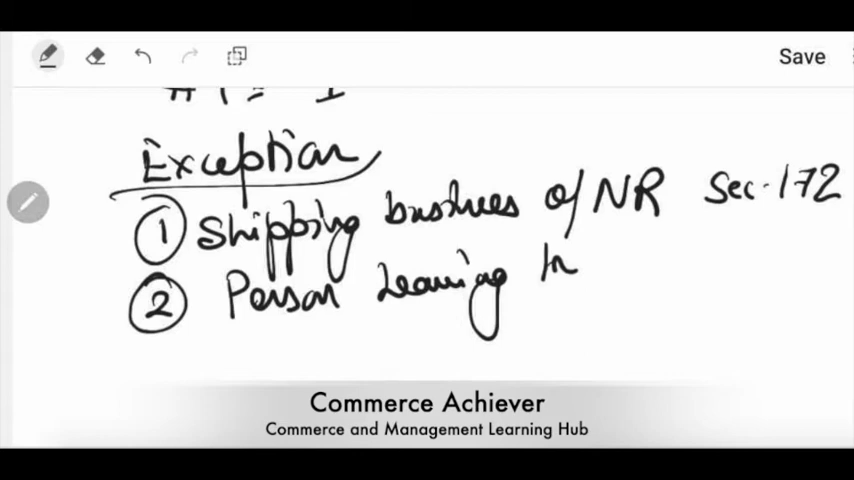 Save
Exception
1 Shipping business of NR Sec. 172
2 Person Leaving In
Commerce Achiever
Commerce and Management Learning Hub